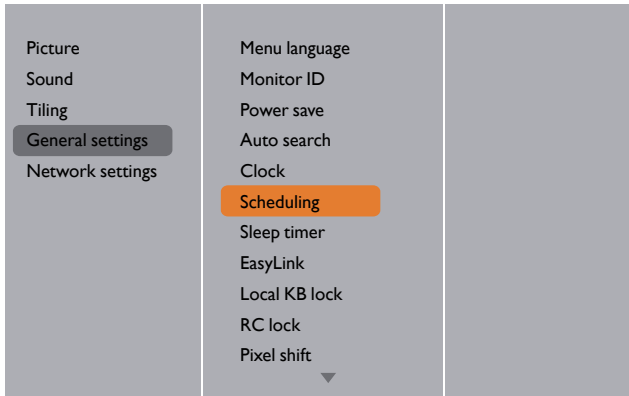 Picture
Sound
Tiling
General settings
Network settings
Menu language
Monitor ID
Power save
Auto search
Clock
Scheduling
Sleep timer
EasyLink
Local KB lock
RC lock
Pixel shift